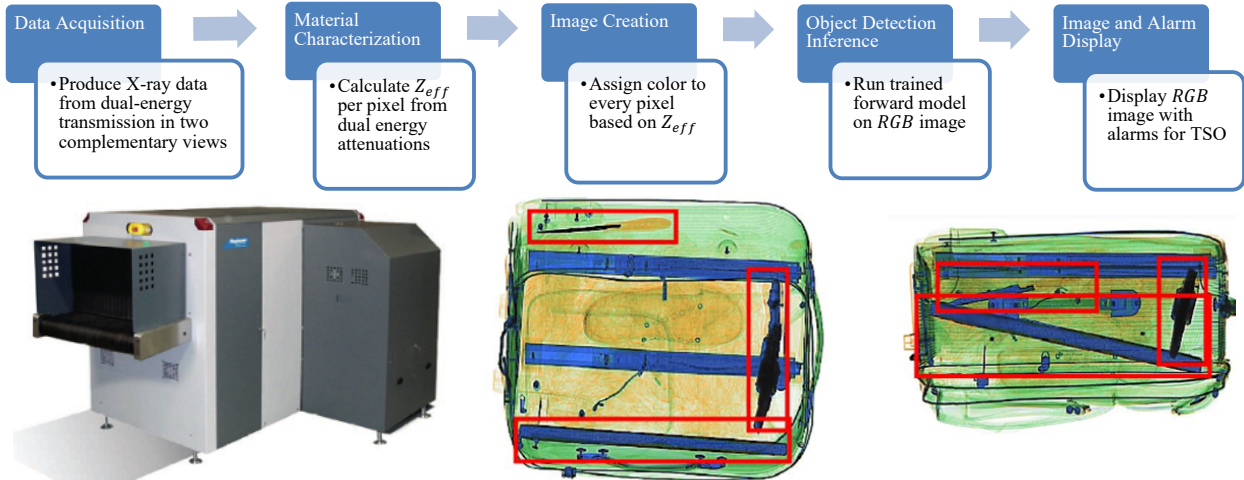 Data Acquisition
•Produce X-ray data
from dual-energy
transmission in two
complementary views
Material
Characterization
•Calculate Z_eff
per pixel from
dual energy
attenuations
Image Creation
•Assign color to
every pixel
based on Z_eff
Object Detection
Inference
•Run trained
forward model
on RGB image
Image and Alarm
Display
•Display RGB
image with
alarms for TSO